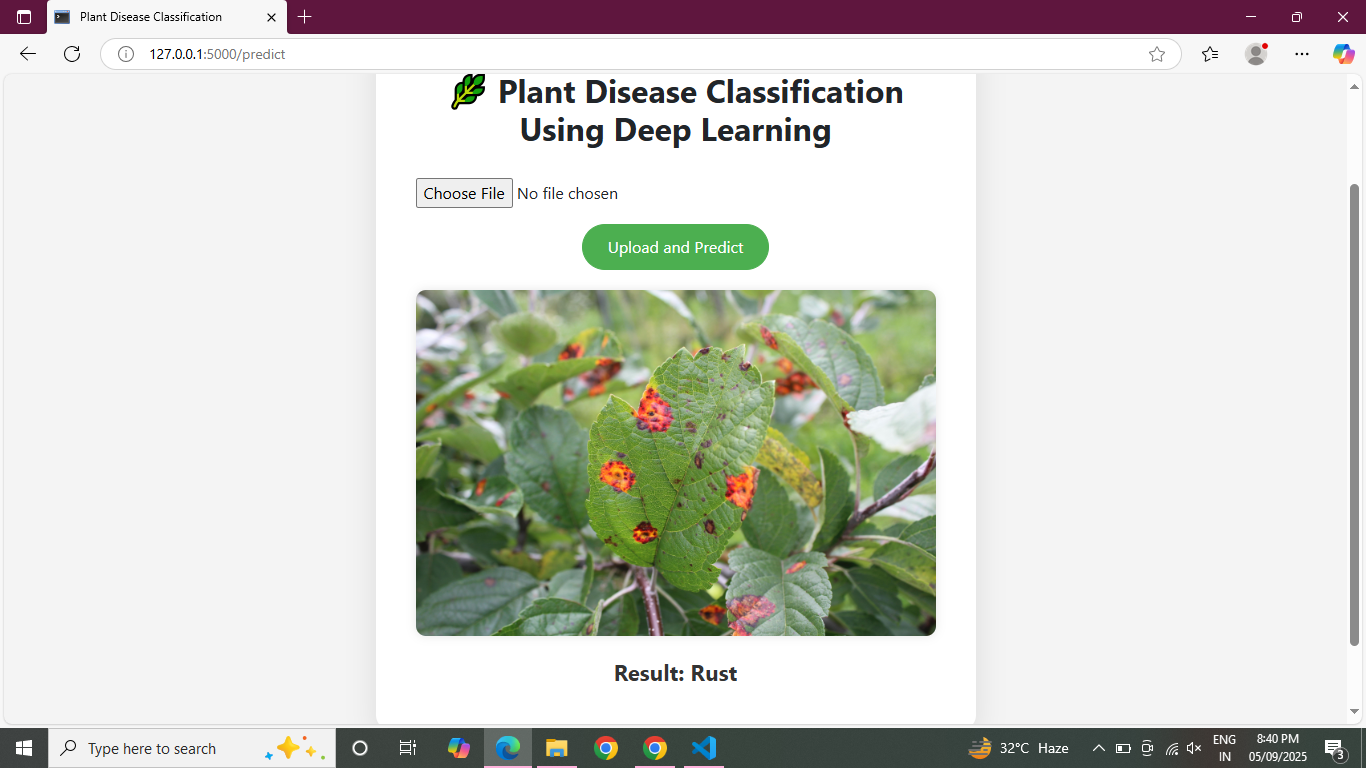 Plant Disease Classification
127.0.0.1:5000/predict
Plant Disease Classification
Using Deep Learning
Choose File No file chosen
Upload and Predict
Result: Rust
Type here to search
32°C Haze
ENG
IN
8:40 PM
05/09/2025
3